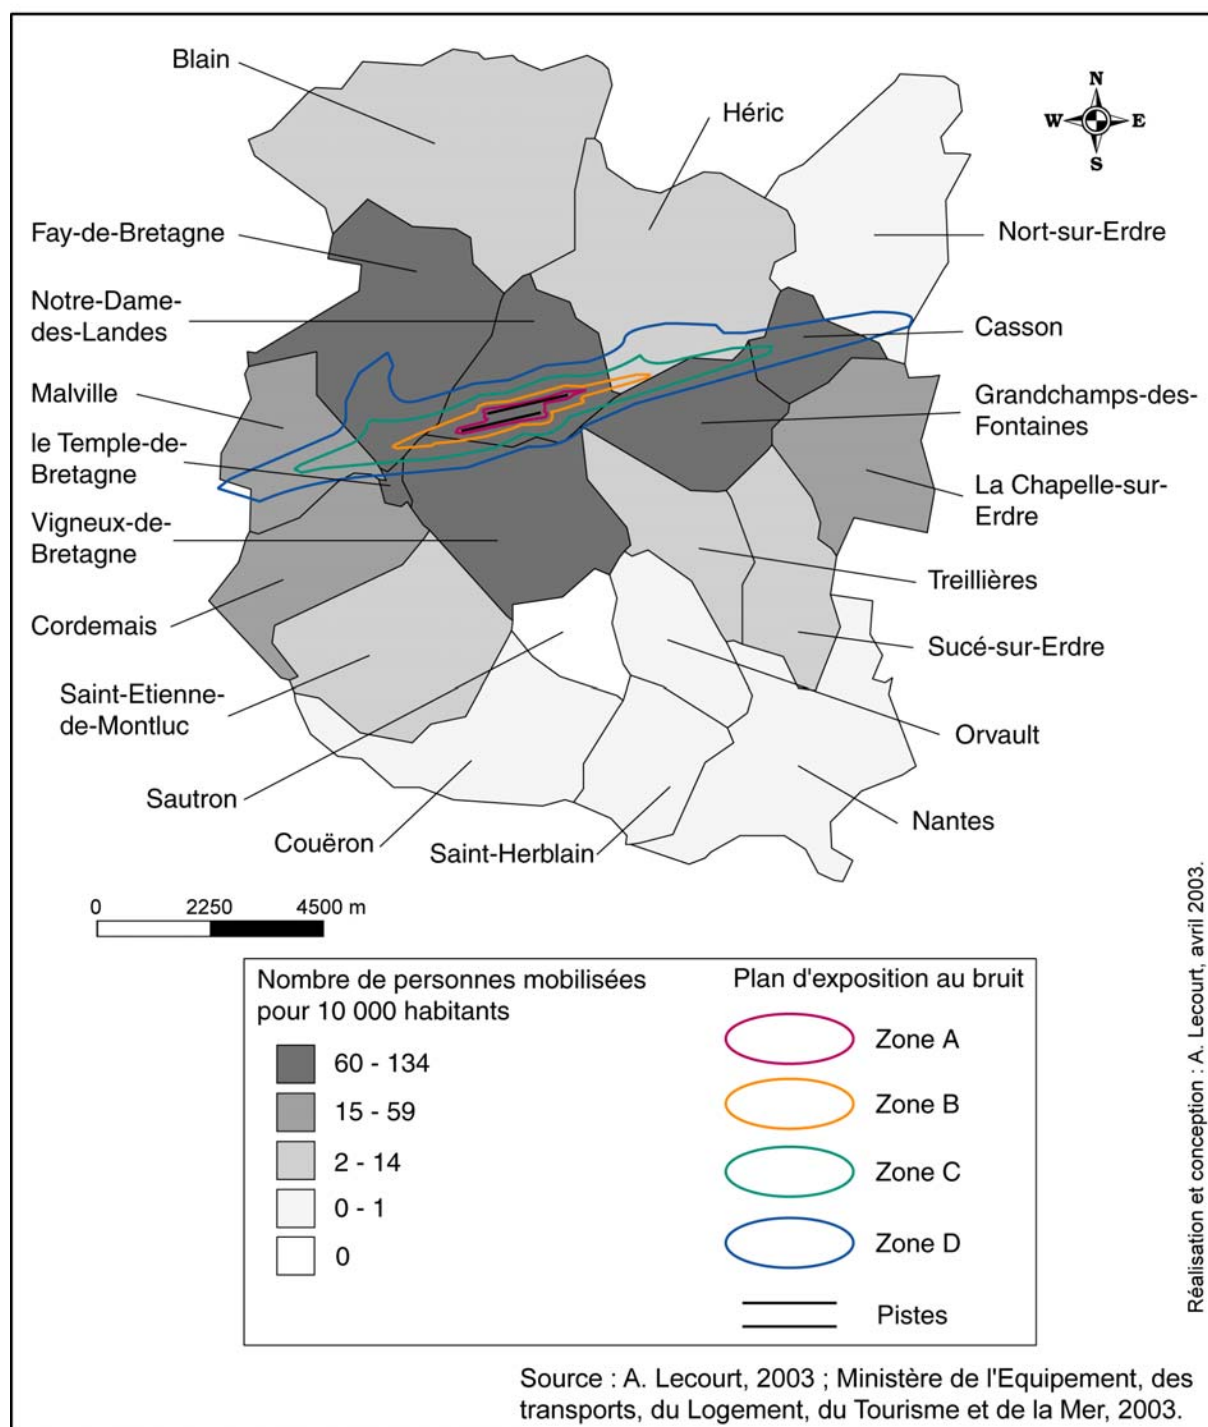 Blain
Héric
N
W E
S
Fay-de-Bretagne
Nort-sur-Erdre
Notre-Dame-
des-Landes
Casson
Malville
Grandchamps-des-
Fontaines
le Temple-de-
Bretagne
La Chapelle-sur-
Erdre
Vigneux-de-
Bretagne
Treillières
Cordemais
Sucé-sur-Erdre
Saint-Etienne-
de-Montluc
Orvault
Sautron
Nantes
Couëron
Saint-Herblain
0 2250 4500 m
Nombre de personnes mobilisées
pour 10 000 habitants
60 - 134
15 - 59
2 - 14
0 - 1
0
Plan d'exposition au bruit
Zone A
Zone B
Zone C
Zone D
Pistes
Réalisation et conception : A. Lecourt, avril 2003.
Source : A. Lecourt, 2003 ; Ministère de l'Equipement, des
transports, du Logement, du Tourisme et de la Mer, 2003.